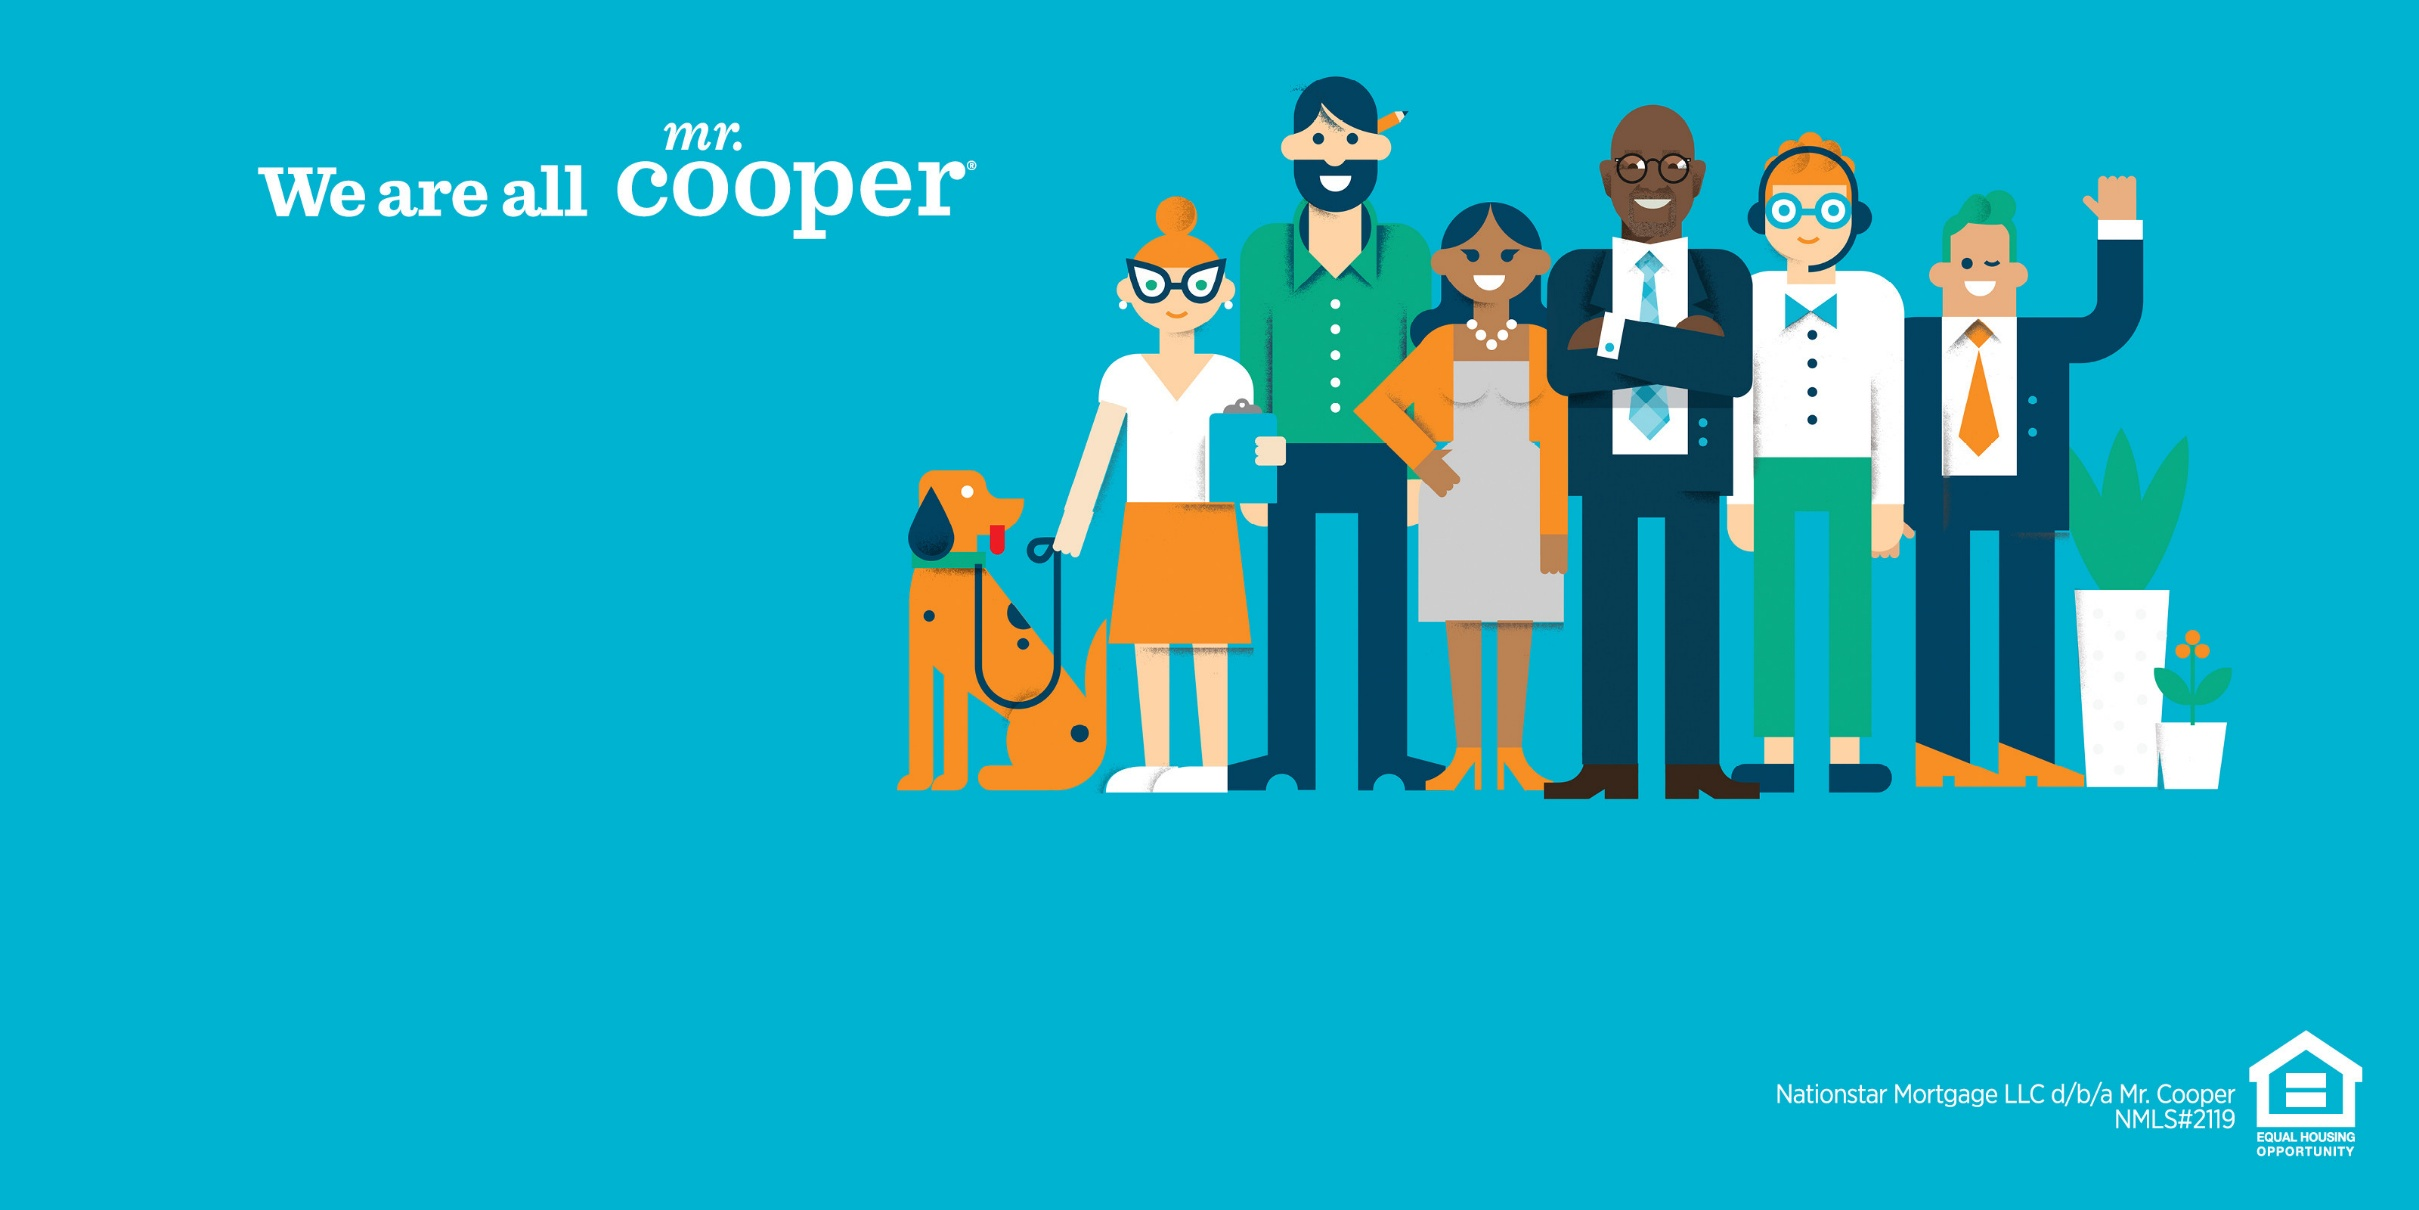 We are all mr. cooper®
Nationstar Mortgage LLC d/b/a Mr. Cooper
NMLS#2119
EQUAL HOUSING
OPPORTUNITY